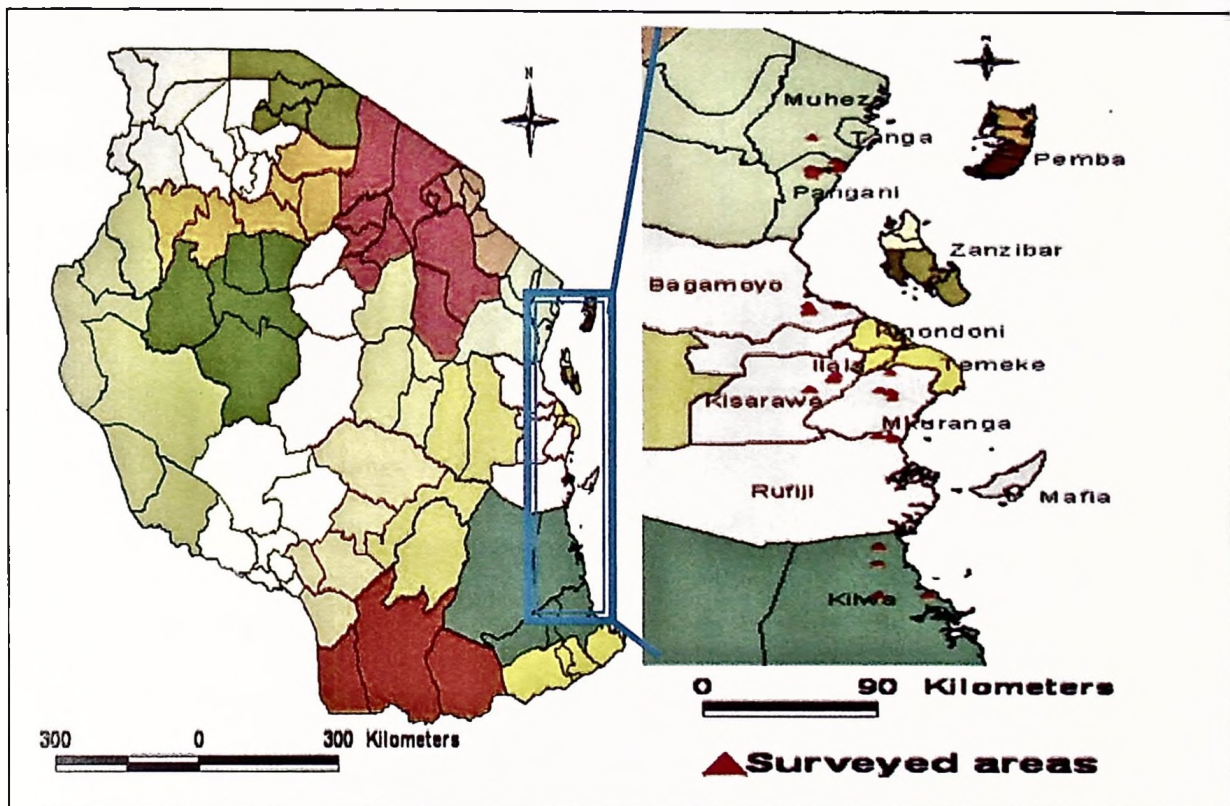 N
N
Muheza
Tanga
Pemba
Pangani
Zanzibar
Bagamoyo
Kinondoni
Ilala
Temeke
Kisarawe
Mkuranga
Rufiji
Mafia
Kilwa
0 90 Kilometers
300 0 300 Kilometers
Surveyed areas